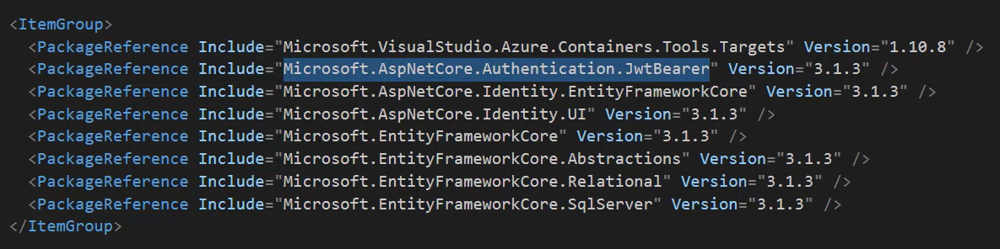 <ItemGroup>
<PackageReference Include="Microsoft.VisualStudio.Azure.Containers.Tools.Targets" Version="1.10.8" />
<PackageReference Include="Microsoft.AspNetCore.Authentication.JwtBearer" Version="3.1.3" />
<PackageReference Include="Microsoft.AspNetCore.Identity.EntityFrameworkCore" Version="3.1.3" />
<PackageReference Include="Microsoft.AspNetCore.Identity.UI" Version="3.1.3" />
<PackageReference Include="Microsoft.EntityFrameworkCore" Version="3.1.3" />
<PackageReference Include="Microsoft.EntityFrameworkCore.Abstractions" Version="3.1.3" />
<PackageReference Include="Microsoft.EntityFrameworkCore.Relational" Version="3.1.3" />
<PackageReference Include="Microsoft.EntityFrameworkCore.SqlServer" Version="3.1.3" />
</ItemGroup>